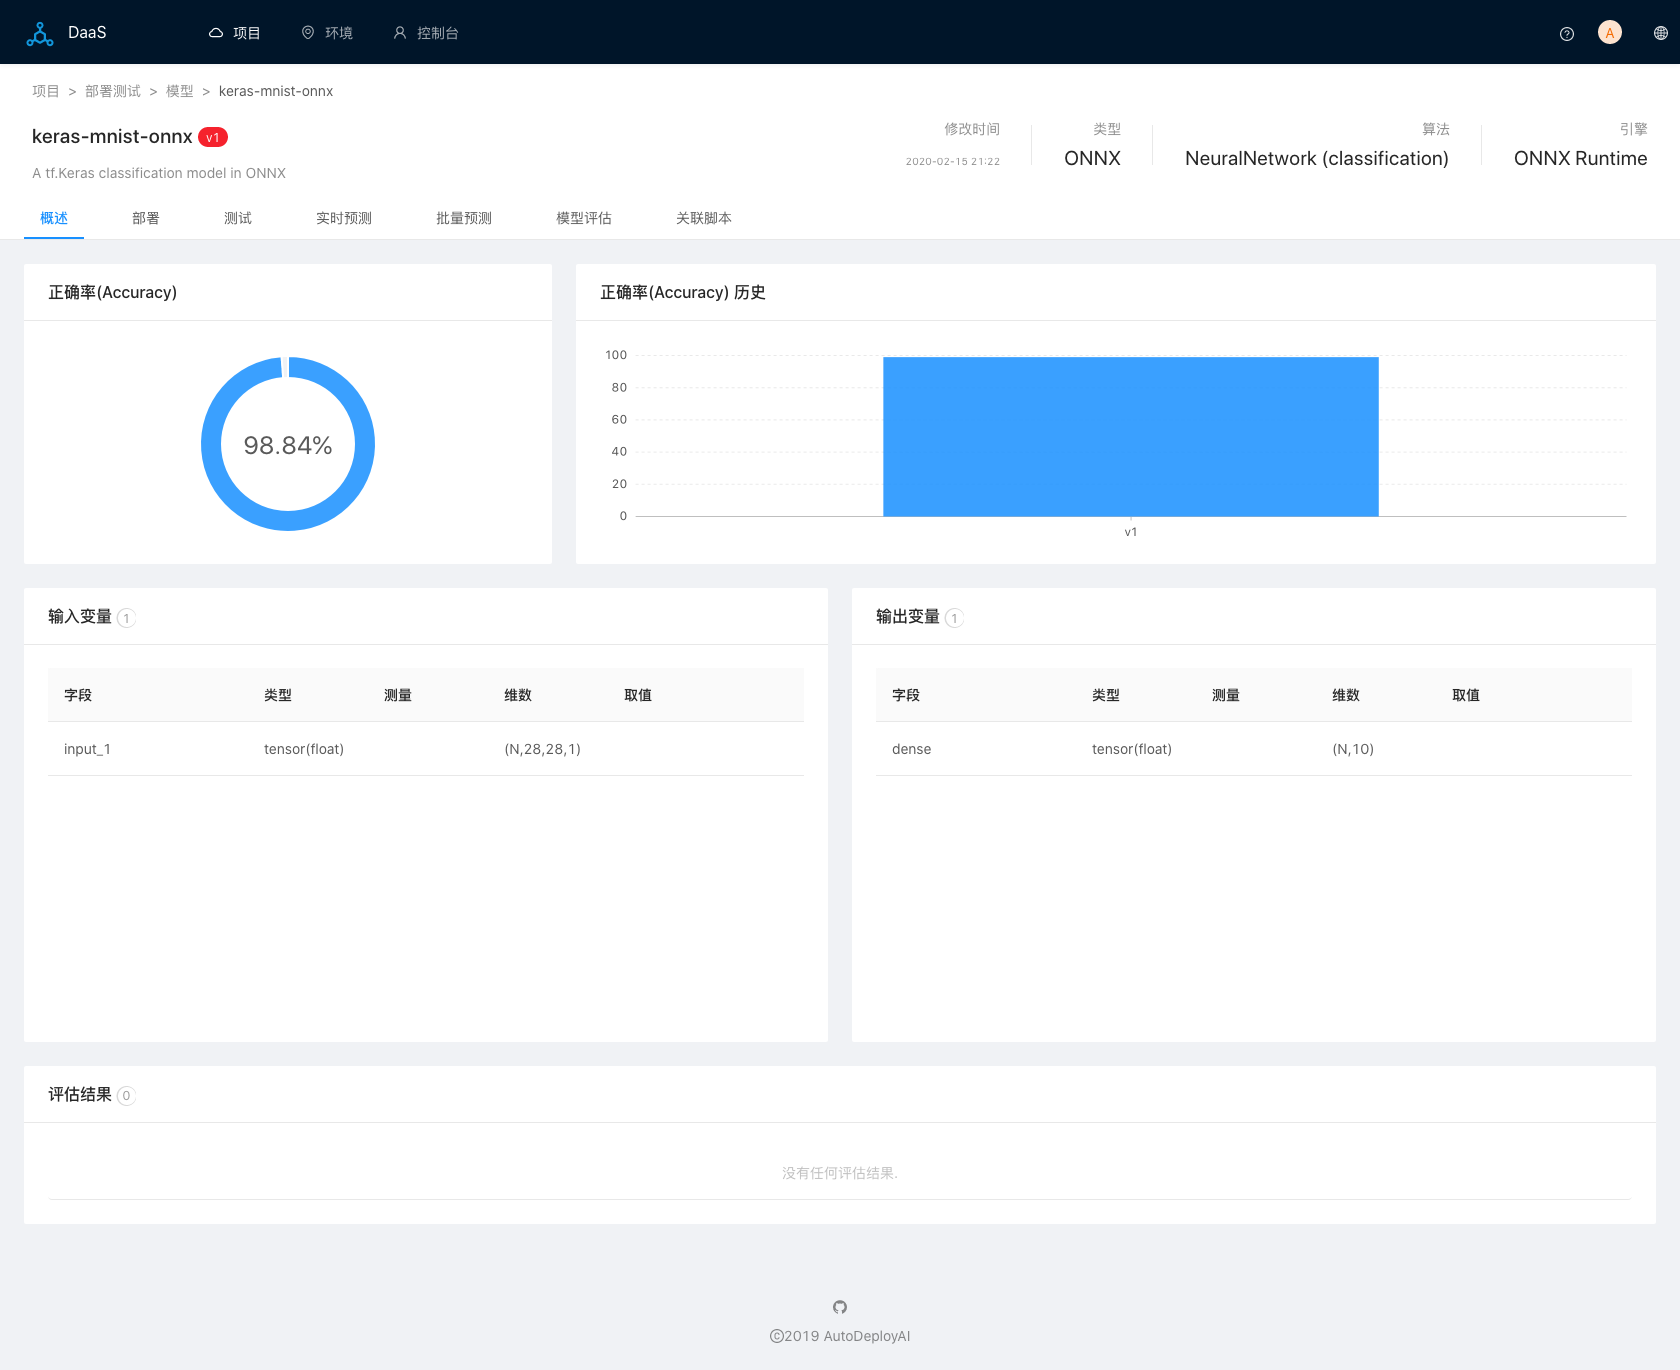 DaaS 项目 环境 控制台 A
项目 > 部署测试 > 模型 > keras-mnist-onnx
keras-mnist-onnx v1
A tf.Keras classification model in ONNX
修改时间 类型 算法 引擎
2020-02-15 21:22 ONNX NeuralNetwork (classification) ONNX Runtime
概述 部署 测试 实时预测 批量预测 模型评估 关联脚本
正确率(Accuracy)
98.84%
正确率(Accuracy) 历史
100
80
60
40
20
0
v1
输入变量 1
字段 类型 测量 维数 取值
input_1 tensor(float) (N,28,28,1)
输出变量 1
字段 类型 测量 维数 取值
dense tensor(float) (N,10)
评估结果 0
没有任何评估结果.
©2019 AutoDeployAI